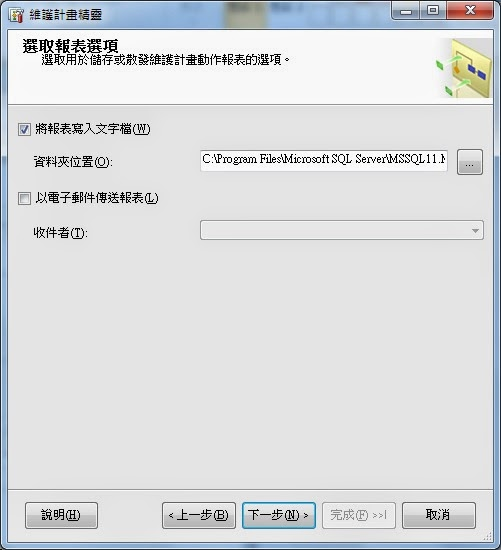 維護計畫精靈
選取報表選項
選取用於儲存或散發維護計畫動作報表的選項。
將報表寫入文字檔(W)
資料夾位置(O): C:\Program Files\Microsoft SQL Server\MSSQL11.M ...
以電子郵件傳送報表(L)
收件者(T):
說明(H) < 上一步(B) 下一步(N) > 完成(F) >>| 取消